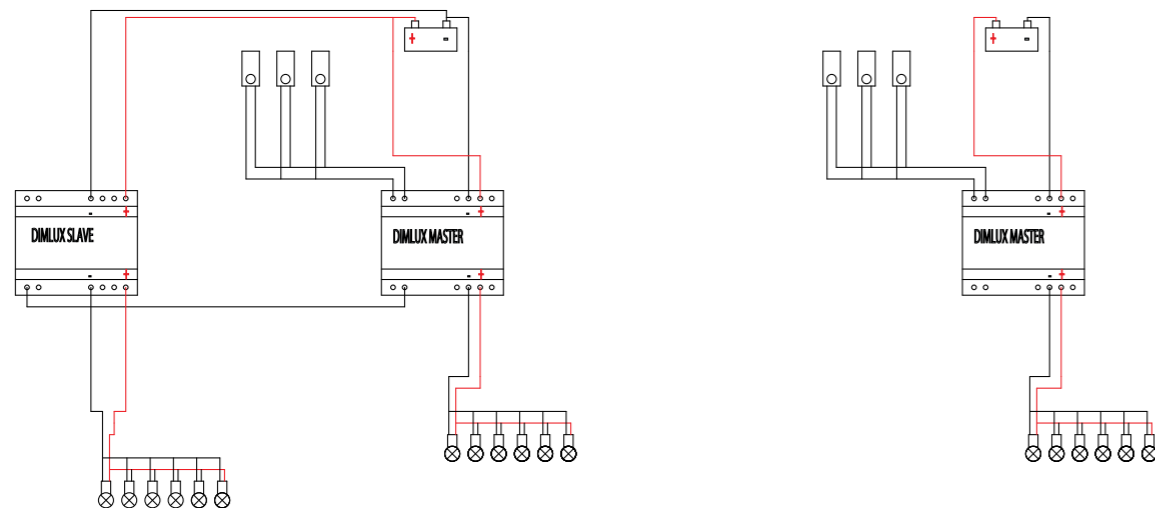 + -
+ -
- +
- +
- +
DIMLUX SLAVE
DIMLUX MASTER
DIMLUX MASTER
- +
- +
- +